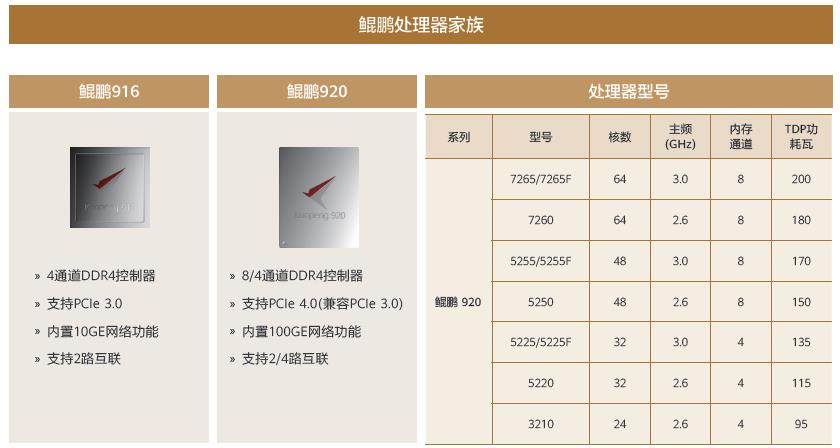 鲲鹏处理器家族
鲲鹏916
Kunpeng 916
» 4通道DDR4控制器
» 支持PCIe 3.0
» 内置10GE网络功能
» 支持2路互联
鲲鹏920
Kunpeng 920
» 8/4通道DDR4控制器
» 支持PCIe 4.0(兼容PCIe 3.0)
» 内置100GE网络功能
» 支持2/4路互联
处理器型号
系列 型号 核数 主频 (GHz) 内存通道 TDP功耗瓦
鲲鹏 920
7265/7265F 64 3.0 8 200
7260 64 2.6 8 180
5255/5255F 48 3.0 8 170
5250 48 2.6 8 150
5225/5225F 32 3.0 4 135
5220 32 2.6 4 115
3210 24 2.6 4 95